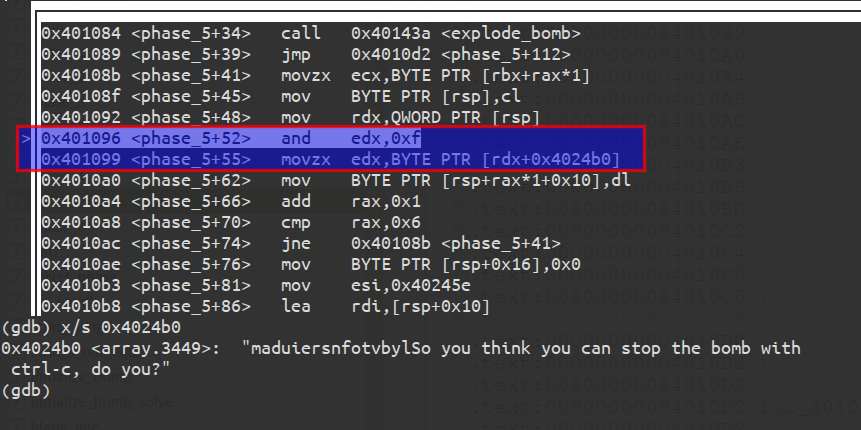 0x401084 <phase_5+34>   call   0x40143a <explode_bomb>
0x401089 <phase_5+39>   jmp    0x4010d2 <phase_5+112>
0x40108b <phase_5+41>   movzx  ecx,BYTE PTR [rbx+rax*1]
0x40108f <phase_5+45>   mov    BYTE PTR [rsp],cl
0x401092 <phase_5+48>   mov    rdx,QWORD PTR [rsp]
>0x401096 <phase_5+52>   and    edx,0xf
0x401099 <phase_5+55>   movzx  edx,BYTE PTR [rdx+0x4024b0]
0x4010a0 <phase_5+62>   mov    BYTE PTR [rsp+rax*1+0x10],dl
0x4010a4 <phase_5+66>   add    rax,0x1
0x4010a8 <phase_5+70>   cmp    rax,0x6
0x4010ac <phase_5+74>   jne    0x40108b <phase_5+41>
0x4010ae <phase_5+76>   mov    BYTE PTR [rsp+0x16],0x0
0x4010b3 <phase_5+81>   mov    esi,0x40245e
0x4010b8 <phase_5+86>   lea    rdi,[rsp+0x10]
(gdb) x/s 0x4024b0
0x4024b0 <array.3449>:  "maduiersnfotvbylSo you think you can stop the bomb with
 ctrl-c, do you?"
(gdb)